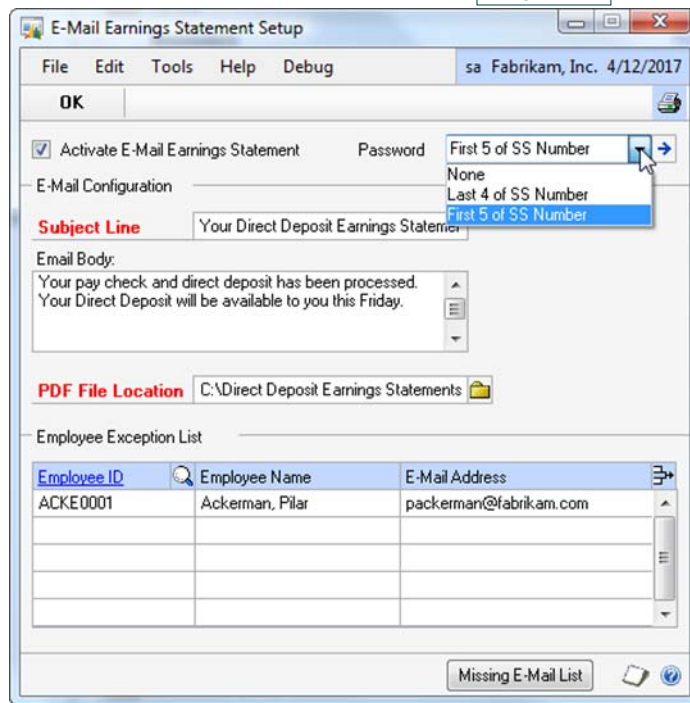 E-Mail Earnings Statement Setup
File Edit Tools Help Debug sa Fabrikam, Inc. 4/12/2017
OK
Activate E-Mail Earnings Statement Password First 5 of SS Number
None
Last 4 of SS Number
First 5 of SS Number
E-Mail Configuration
Subject Line Your Direct Deposit Earnings Statemer
Email Body:
Your pay check and direct deposit has been processed.
Your Direct Deposit will be available to you this Friday.
PDF File Location C:\Direct Deposit Earnings Statements
Employee Exception List
Employee ID Employee Name E-Mail Address
ACKE0001 Ackerman, Pilar packerman@fabrikam.com
Missing E-Mail List